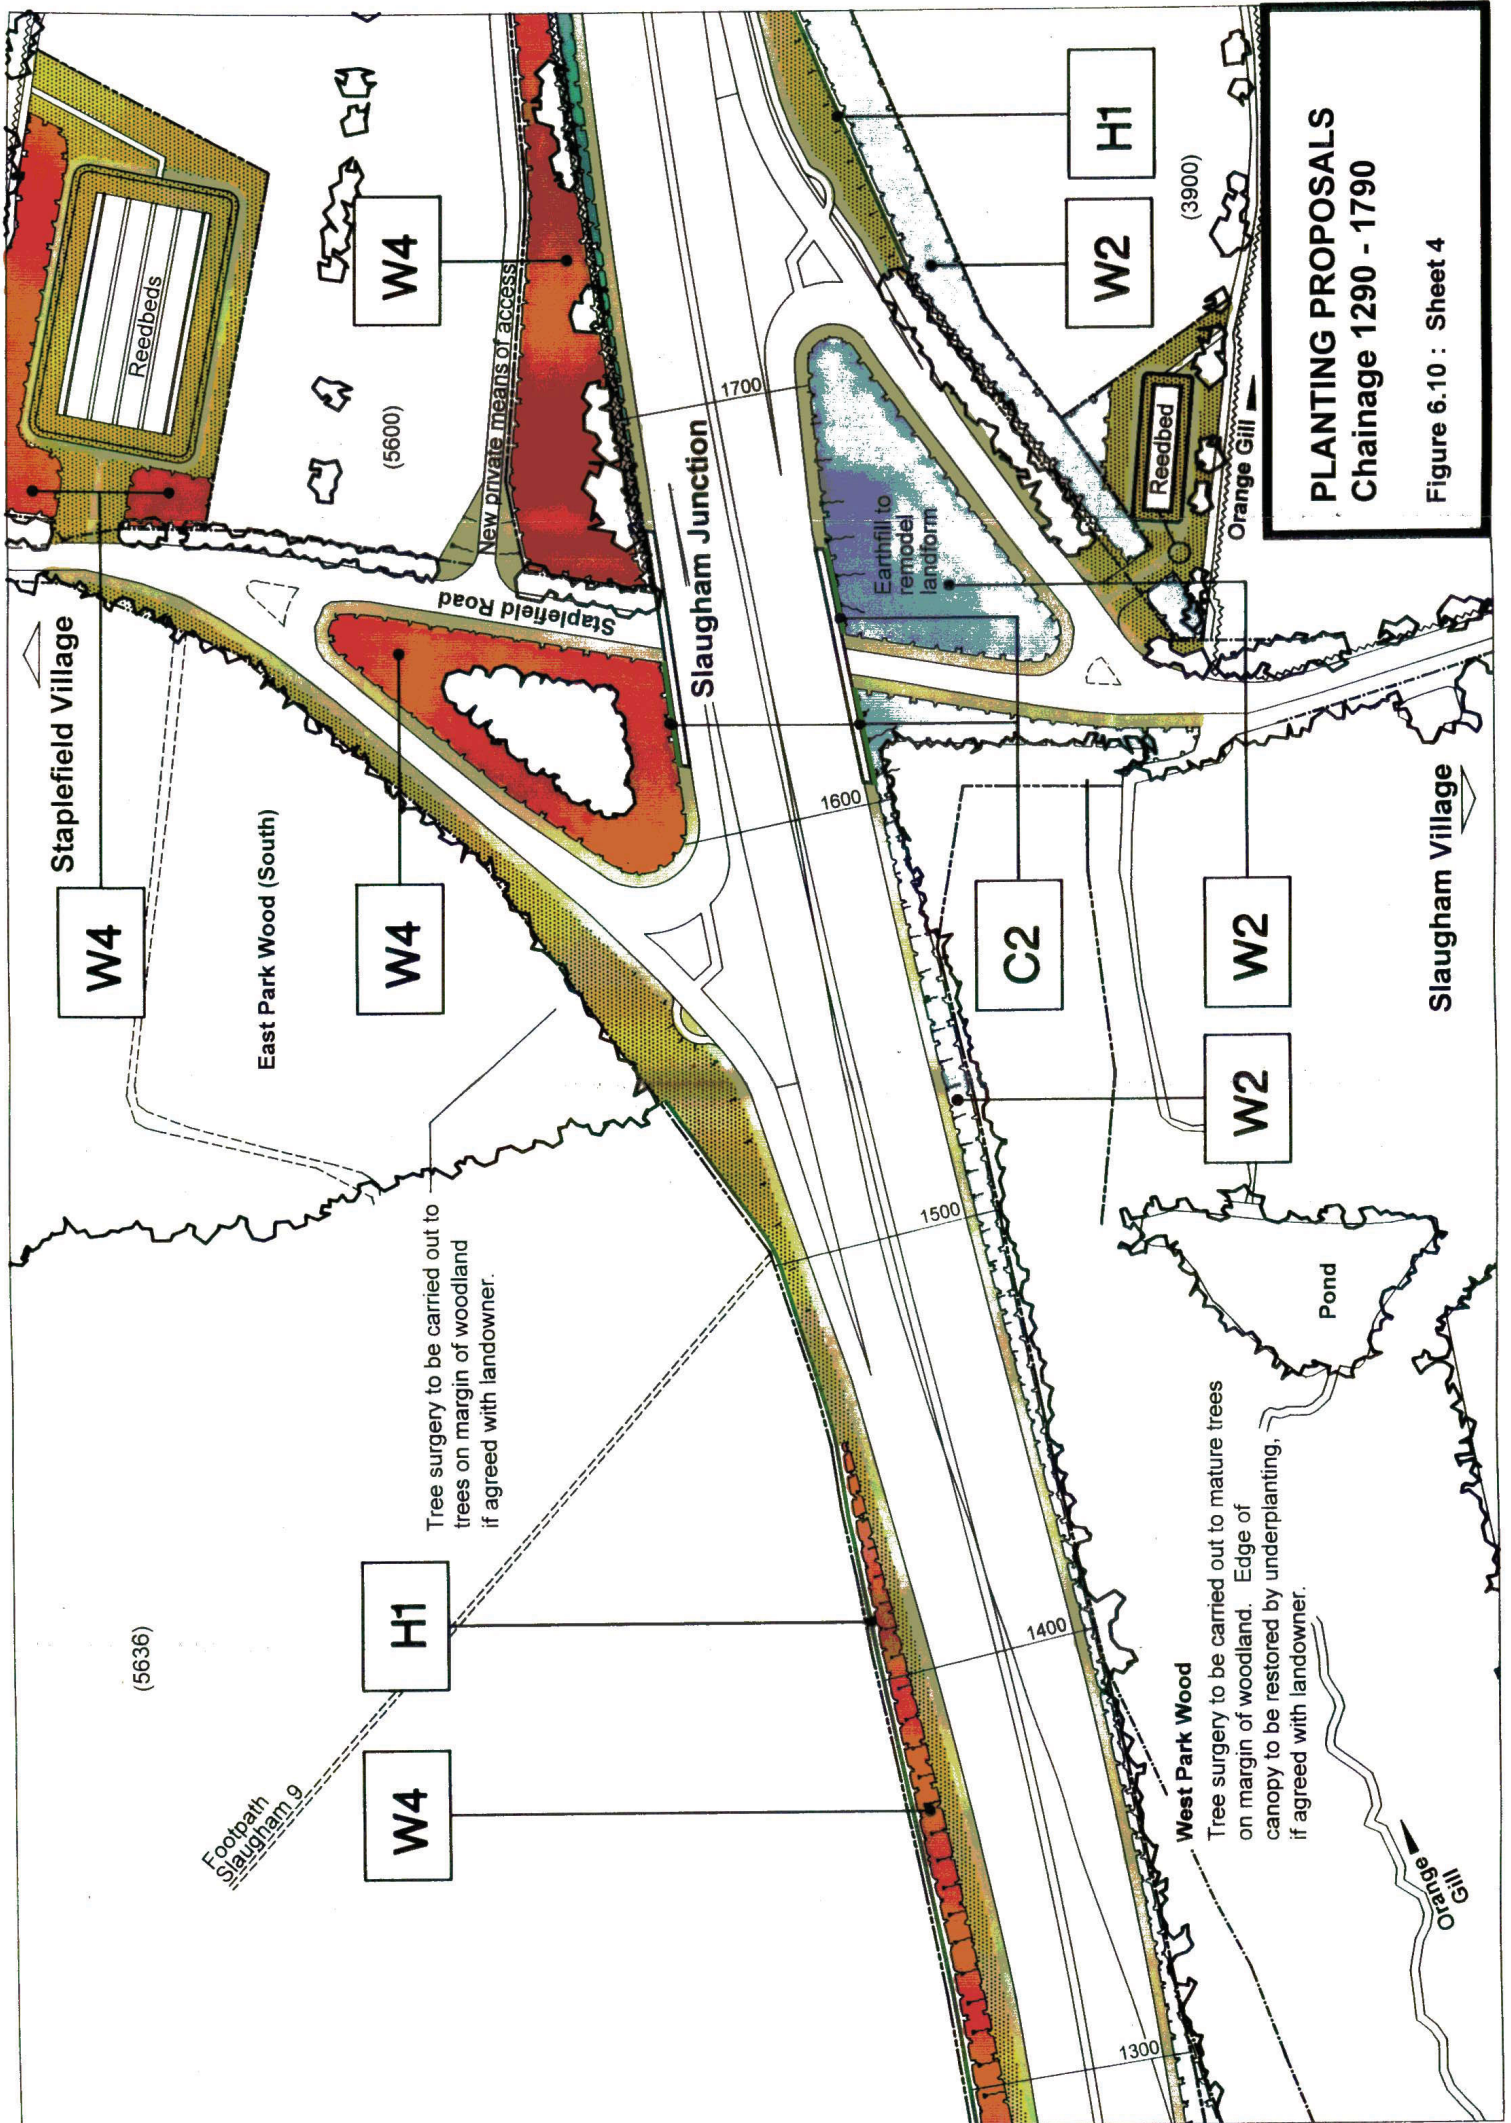 Staplefield Village
W4
East Park Wood (South)
W4
(5636)
Footpath
Slaugham 9
H1
W4
Tree surgery to be carried out to
trees on margin of woodland
if agreed with landowner.
Reedbeds
(5600)
W4
New private means of access
Staplefield Road
Slaugham Junction
1700
1600
1500
1400
1300
Earthfill to
remodel
landform
H1
W2
(3900)
Reedbed
Orange Gill
C2
W2
W2
Slaugham Village
Pond
West Park Wood
Tree surgery to be carried out to mature trees
on margin of woodland. Edge of
canopy to be restored by underplanting,
if agreed with landowner.
Orange
Gill
PLANTING PROPOSALS
Chainage 1290 - 1790
Figure 6.10 : Sheet 4